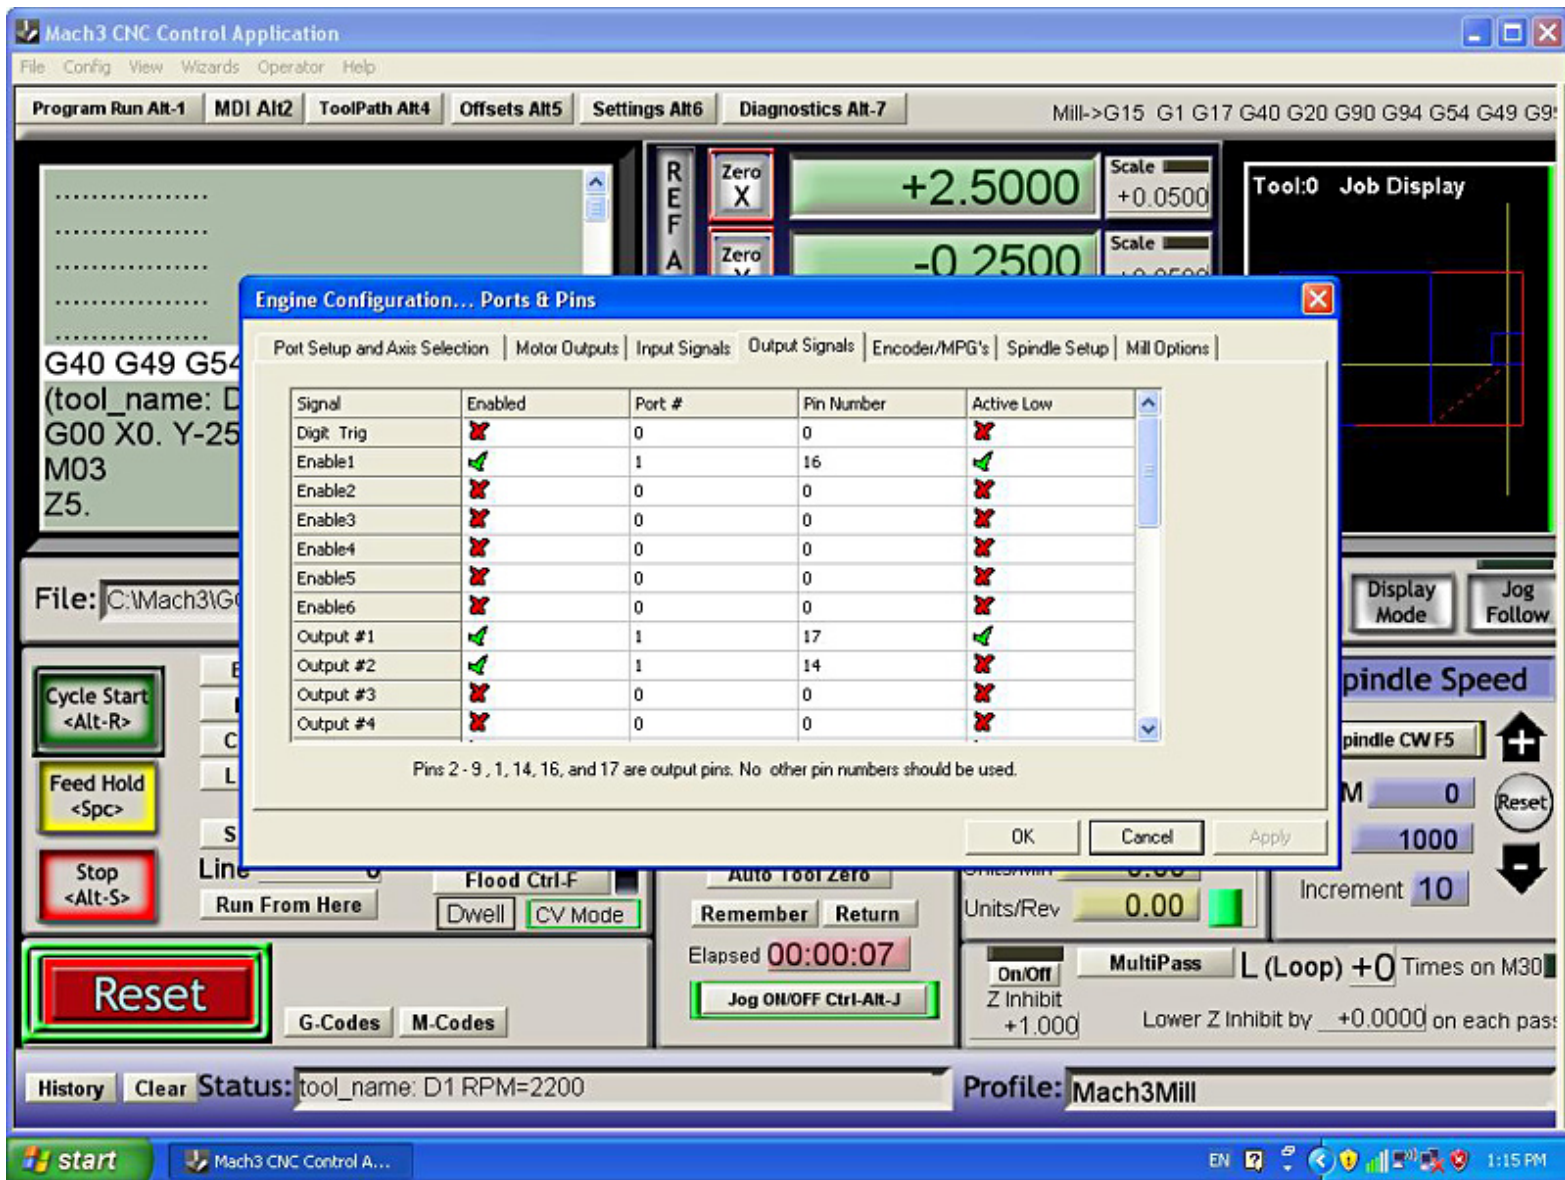 Mach3 CNC Control Application
File Config View Wizards Operator Help
Program Run Alt-1 MDI Alt2 ToolPath Alt4 Offsets Alt5 Settings Alt6 Diagnostics Alt-7 Mill->G15 G1 G17 G40 G20 G90 G94 G54 G49
REF A
Zero X +2.5000 Scale +0.0500
Zero -0.2500 Scale
Tool:0 Job Display
G40 G49 G54
(tool_name:
G00 X0. Y-25
M03
Z5.
Engine Configuration... Ports & Pins
Port Setup and Axis Selection Motor Outputs Input Signals Output Signals Encoder/MPG's Spindle Setup Mill Options
Signal Enabled Port # Pin Number Active Low
Digit Trig 0 0
Enable1 1 16
Enable2 0 0
Enable3 0 0
Enable4 0 0
Enable5 0 0
Enable6 0 0
Output #1 1 17
Output #2 1 14
Output #3 0 0
Output #4 0 0
Pins 2 - 9 , 1, 14, 16, and 17 are output pins. No other pin numbers should be used.
OK Cancel Apply
File: C:\Mach3\G
Display Mode
Jog Follow
Cycle Start
<Alt-R>
Feed Hold
<Spc>
Stop
<Alt-S>
pindle Speed
pindle CW F5
M 0 Reset
1000
Increment 10
Line 0
Run From Here
Flood Ctrl-F
Dwell CV Mode
Auto Tool Zero
Remember Return
Elapsed 00:00:07
Jog ON/OFF Ctrl-Alt-J
Units/Min 0.00
Units/Rev 0.00
Reset
G-Codes M-Codes
On/Off
Z Inhibit
+1.000
MultiPass L (Loop) +0 Times on M30
Lower Z Inhibit by +0.0000 on each pass
History Clear Status: tool_name: D1 RPM=2200 Profile: Mach3Mill
start Mach3 CNC Control A... EN 1:15 PM